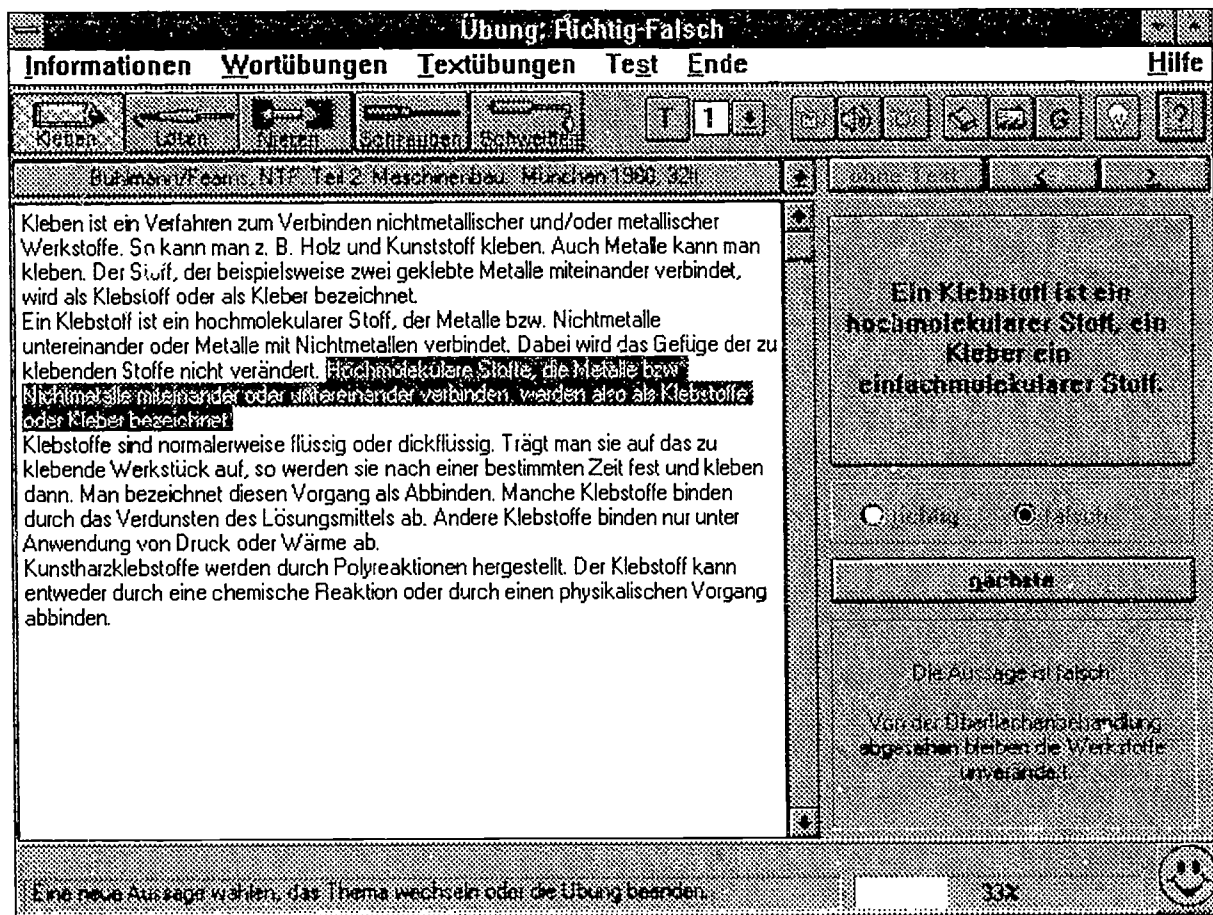 Übung: Richtig-Falsch
Informationen Wortübungen Textübungen Test Ende Hilfe
Kleben Löten Nieten Schrauben Schweißen T 1 G ?
Buhlmann/Fearns, NTF Teil 2 Maschinenbau München
ohne Text < >
Kleben ist ein Verfahren zum Verbinden nichtmetallischer und/oder metallischer
Werkstoffe. So kann man z. B. Holz und Kunststoff kleben. Auch Metalle kann man
kleben. Der Stoff, der beispielsweise zwei geklebte Metalle miteinander verbindet,
wird als Klebstoff oder als Kleber bezeichnet.
Ein Klebstoff ist ein hochmolekularer Stoff, der Metalle bzw. Nichtmetalle
untereinander oder Metalle mit Nichtmetallen verbindet. Dabei wird das Gefüge der zu
klebenden Stoffe nicht verändert. Hochmolekulare Stoffe, die Metalle bzw
Nichtmetalle miteinander oder untereinander verbinden, werden also als Klebstoffe
oder Kleber bezeichnet.
Klebstoffe sind normalerweise flüssig oder dickflüssig. Trägt man sie auf das zu
klebende Werkstück auf, so werden sie nach einer bestimmten Zeit fest und kleben
dann. Man bezeichnet diesen Vorgang als Abbinden. Manche Klebstoffe binden
durch das Verdunsten des Lösungsmittels ab. Andere Klebstoffe binden nur unter
Anwendung von Druck oder Wärme ab.
Kunstharzklebstoffe werden durch Polyreaktionen hergestellt. Der Klebstoff kann
entweder durch eine chemische Reaktion oder durch einen physikalischen Vorgang
abbinden.
Ein Klebstoff ist ein
hochmolekularer Stoff, ein
Kleber ein
einfachmolekularer Stoff.
richtig falsch
nächste
Die Aussage ist falsch.
Von der Oberflächenbehandlung
abgesehen bleiben die Werkstoffe
unverändert.
Eine neue Aussage wählen, das Thema wechseln oder die Übung beenden.
33%